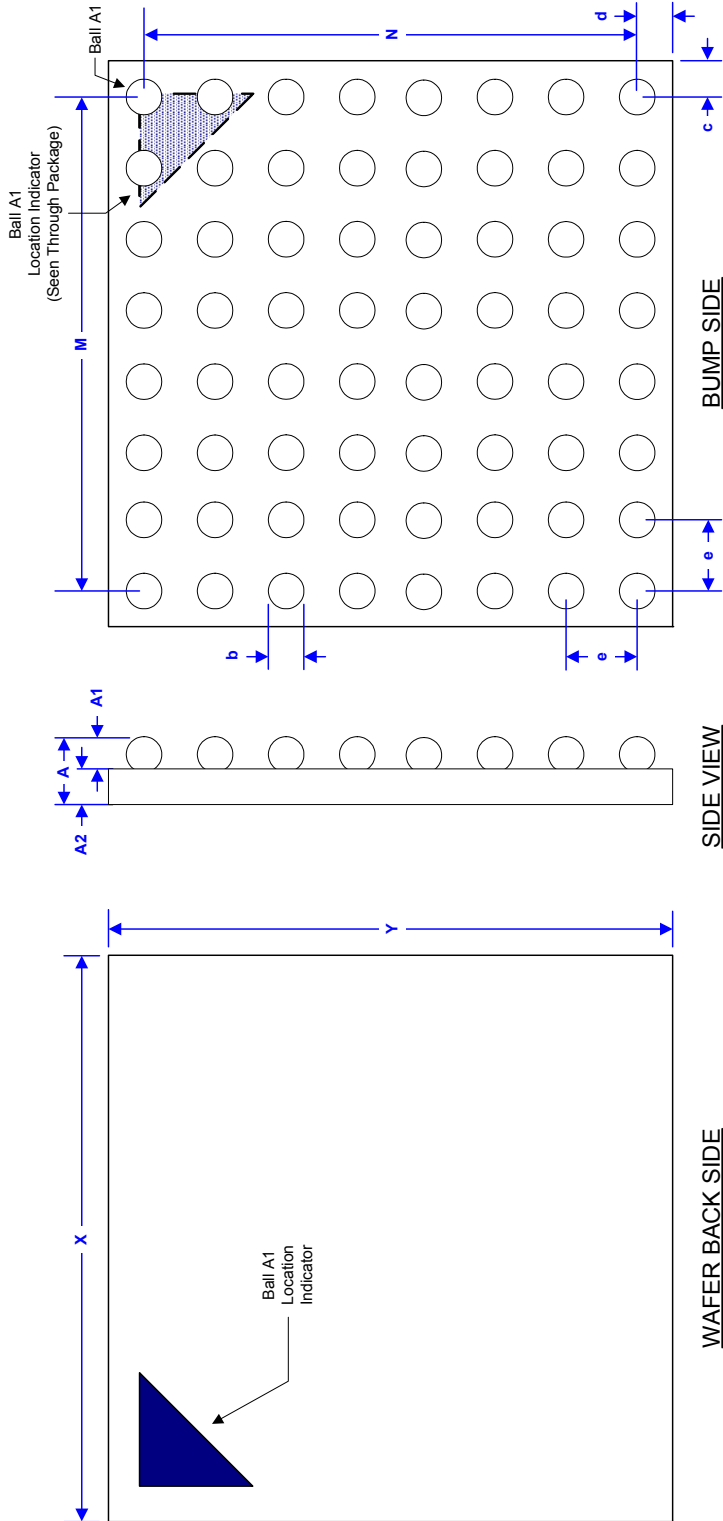 X
Y
Ball A1
Location
Indicator
WAFER BACK SIDE
A2
A
A1
SIDE VIEW
Ball A1
Location Indicator
(Seen Through Package)
Ball A1
M
N
d
c
b
e
e
BUMP SIDE